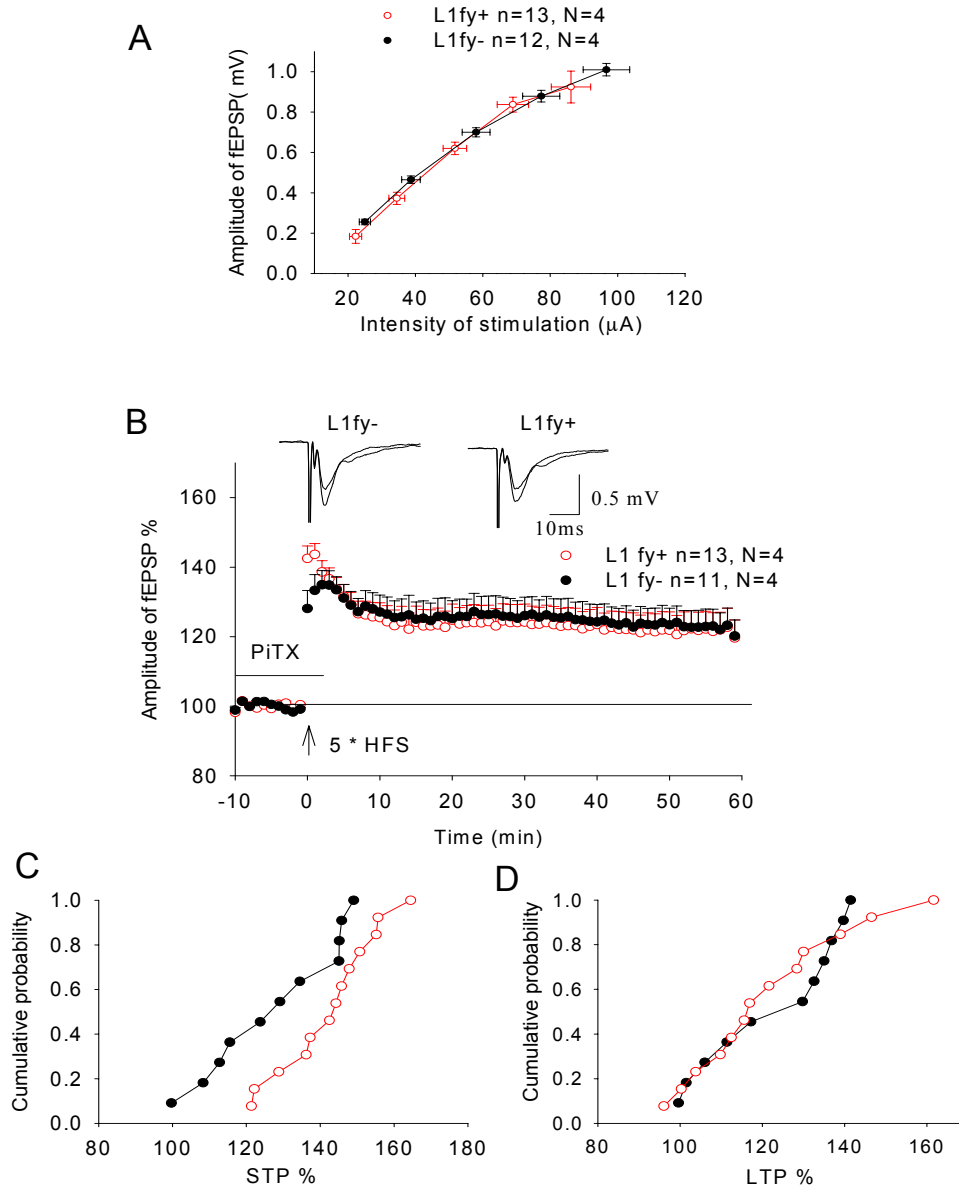 A
L1fy+ n=13, N=4
L1fy- n=12, N=4
Amplitude of fEPSP( mV)
1.0
0.8
0.6
0.4
0.2
0.0
20 40 60 80 100 120
Intensity of stimulation (μA)
B
L1fy- L1fy+
0.5 mV
10ms
L1 fy+ n=13, N=4
L1 fy- n=11, N=4
Amplitude of fEPSP %
160
140
120
100
80
PiTX
5 * HFS
-10 0 10 20 30 40 50 60
Time (min)
C
Cumulative probability
1.0
0.8
0.6
0.4
0.2
0.0
80 100 120 140 160 180
STP %
D
Cumulative probability
1.0
0.8
0.6
0.4
0.2
0.0
80 100 120 140 160
LTP %